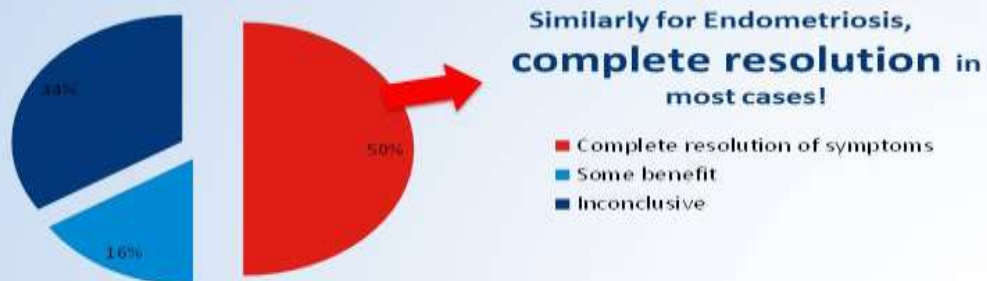 Similarly for Endometriosis,
complete resolution in
most cases!
34%
50%
16%
Complete resolution of symptoms
Some benefit
Inconclusive